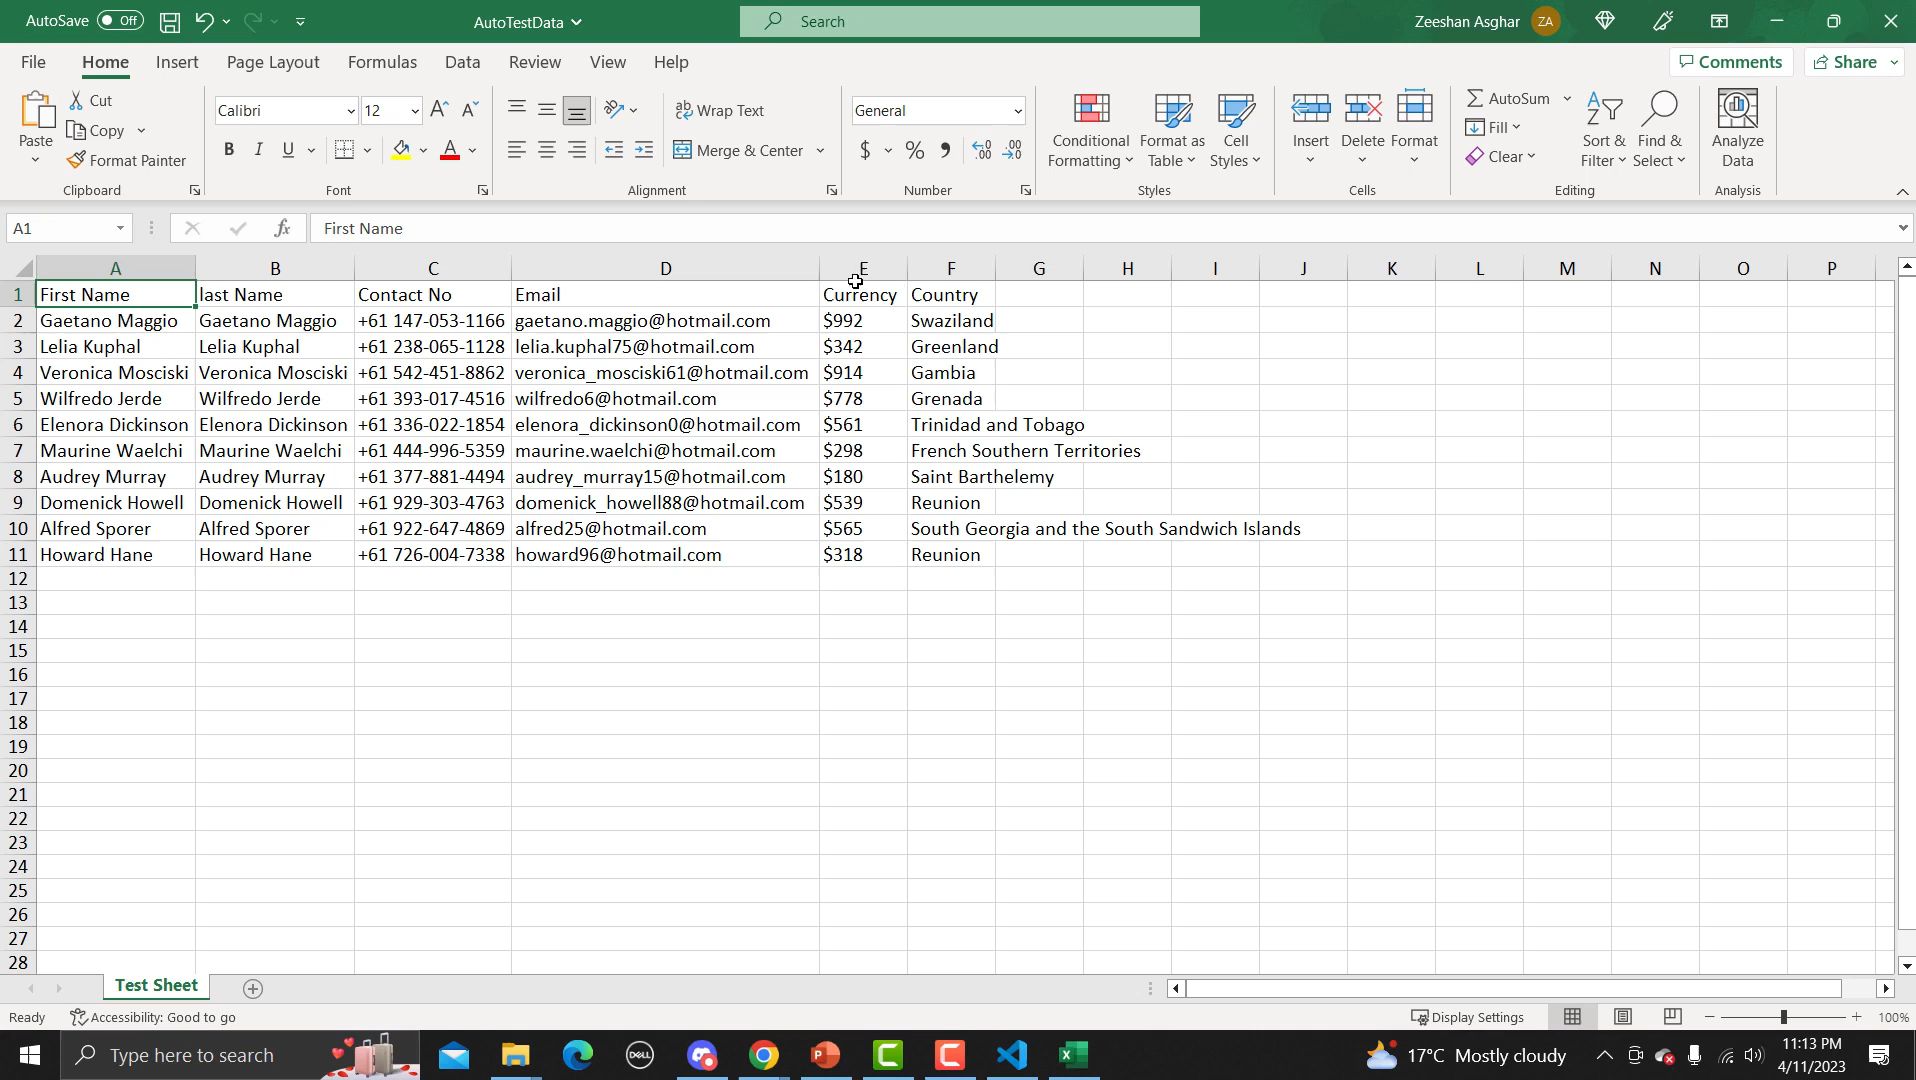 AutoSave Off AutoTestData Search Zeeshan Asghar ZA
File Home Insert Page Layout Formulas Data Review View Help Comments Share
Paste Cut Copy Format Painter Clipboard
Calibri 12 B I U A Font
Wrap Text Merge & Center Alignment
General $ % Number
Conditional Formatting Format as Table Cell Styles Styles
Insert Delete Format Cells
AutoSum Fill Clear Sort & Filter Find & Select Editing
Analyze Data Analysis
A1 fx First Name
A B C D E F G H I J K L M N O P
1 First Name last Name Contact No Email Currency Country
2 Gaetano Maggio Gaetano Maggio +61 147-053-1166 gaetano.maggio@hotmail.com $992 Swaziland
3 Lelia Kuphal Lelia Kuphal +61 238-065-1128 lelia.kuphal75@hotmail.com $342 Greenland
4 Veronica Mosciski Veronica Mosciski +61 542-451-8862 veronica_mosciski61@hotmail.com $914 Gambia
5 Wilfredo Jerde Wilfredo Jerde +61 393-017-4516 wilfredo6@hotmail.com $778 Grenada
6 Elenora Dickinson Elenora Dickinson +61 336-022-1854 elenora_dickinson0@hotmail.com $561 Trinidad and Tobago
7 Maurine Waelchi Maurine Waelchi +61 444-996-5359 maurine.waelchi@hotmail.com $298 French Southern Territories
8 Audrey Murray Audrey Murray +61 377-881-4494 audrey_murray15@hotmail.com $180 Saint Barthelemy
9 Domenick Howell Domenick Howell +61 929-303-4763 domenick_howell88@hotmail.com $539 Reunion
10 Alfred Sporer Alfred Sporer +61 922-647-4869 alfred25@hotmail.com $565 South Georgia and the South Sandwich Islands
11 Howard Hane Howard Hane +61 726-004-7338 howard96@hotmail.com $318 Reunion
12
13
14
15
16
17
18
19
20
21
22
23
24
25
26
27
28
Test Sheet
Ready Accessibility: Good to go Display Settings 100%
Type here to search DELL 17°C Mostly cloudy 11:13 PM
4/11/2023